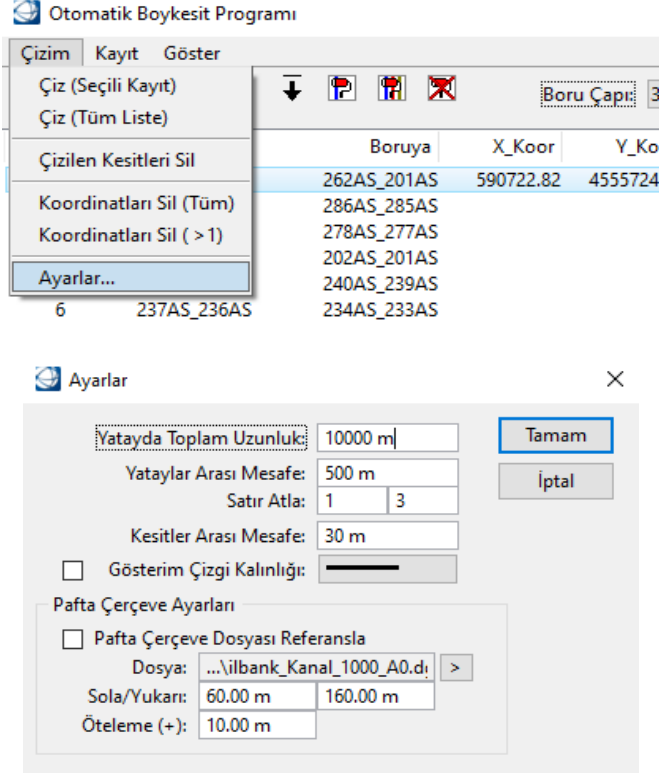 Otomatik Boykesit Programı
Çizim Kayıt Göster
Çiz (Seçili Kayıt)
Çiz (Tüm Liste)
Çizilen Kesitleri Sil
Koordinatları Sil (Tüm)
Koordinatları Sil ( >1)
Ayarlar...
Boru Çapı: 3
Boruya X_Koor Y_Ko
262AS_201AS 590722.82 4555724
286AS_285AS
278AS_277AS
202AS_201AS
240AS_239AS
6 237AS_236AS 234AS_233AS
Ayarlar
Yatayda Toplam Uzunluk: 10000 m
Tamam
Yataylar Arası Mesafe: 500 m
İptal
Satır Atla: 1 3
Kesitler Arası Mesafe: 30 m
Gösterim Çizgi Kalınlığı:
Pafta Çerçeve Ayarları
Pafta Çerçeve Dosyası Referansla
Dosya: ...\ilbank_Kanal_1000_A0.d >
Sola/Yukarı: 60.00 m 160.00 m
Öteleme (+): 10.00 m